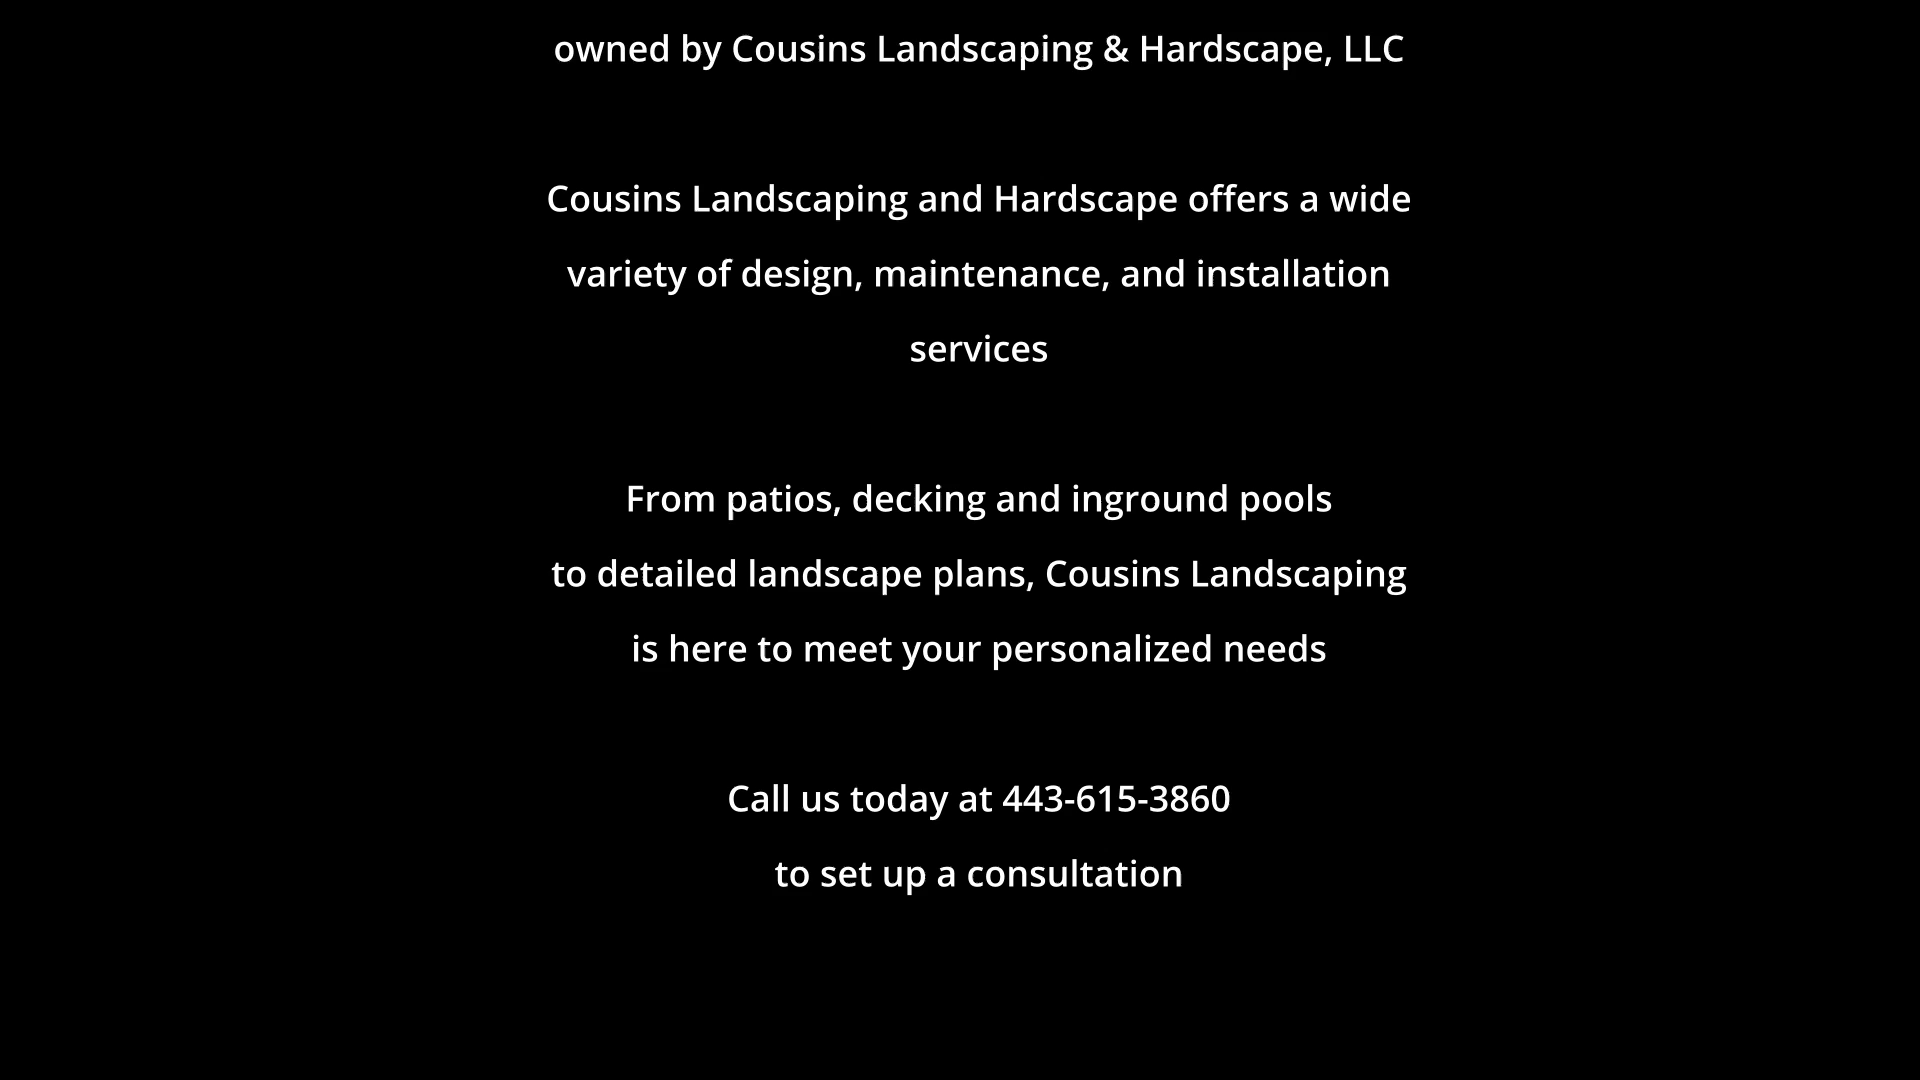 owned by Cousins Landscaping & Hardscape, LLC
Cousins Landscaping and Hardscape offers a wide
variety of design, maintenance, and installation
services
From patios, decking and inground pools
to detailed landscape plans, Cousins Landscaping
is here to meet your personalized needs
Call us today at 443-615-3860
to set up a consultation